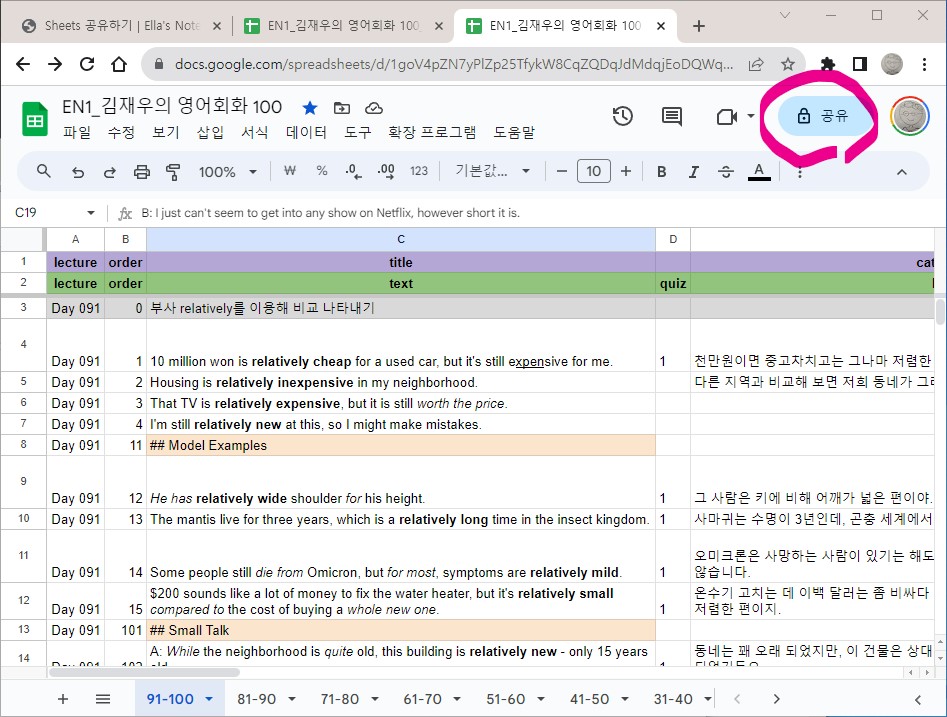 Sheets 공유하기 | Ella's Note
EN1_김재우의 영어회화 100
EN1_김재우의 영어회화 100
docs.google.com/spreadsheets/d/1goV4pZN7yPlZp25TfykW8CqZQDqJdMdqjEoDQWq...
EN1_김재우의 영어회화 100
파일 수정 보기 삽입 서식 데이터 도구 확장 프로그램 도움말
공유
100% ₩ % .0 .00 123 기본값... − 10 + B I S A
C19 fx B: I just can't seem to get into any show on Netflix, however short it is.
A B C D
1 lecture order title cat
2 lecture order text quiz
3 Day 091 0 부사 relatively를 이용해 비교 나타내기
4 Day 091 1 10 million won is relatively cheap for a used car, but it's still expensive for me. 1 천만원이면 중고차치고는 그나마 저렴한
5 Day 091 2 Housing is relatively inexpensive in my neighborhood. 다른 지역과 비교해 보면 저희 동네가 그
6 Day 091 3 That TV is relatively expensive, but it is still worth the price.
7 Day 091 4 I'm still relatively new at this, so I might make mistakes.
8 Day 091 11 ## Model Examples
9 Day 091 12 He has relatively wide shoulder for his height. 1 그 사람은 키에 비해 어깨가 넓은 편이야.
10 Day 091 13 The mantis live for three years, which is a relatively long time in the insect kingdom. 1 사마귀는 수명이 3년인데, 곤충 세계에서
오미크론은 사망하는 사람이 있기는 해도
11 Day 091 14 Some people still die from Omicron, but for most, symptoms are relatively mild. 1 않습니다.
$200 sounds like a lot of money to fix the water heater, but it's relatively small 온수기 고치는 데 이백 달러는 좀 비싸다
12 Day 091 15 compared to the cost of buying a whole new one. 1 저렴한 편이지.
13 Day 091 101 ## Small Talk
14 A: While the neighborhood is quite old, this building is relatively new - only 15 years 동네는 꽤 오래 되었지만, 이 건물은 상대
91-100 81-90 71-80 61-70 51-60 41-50 31-40